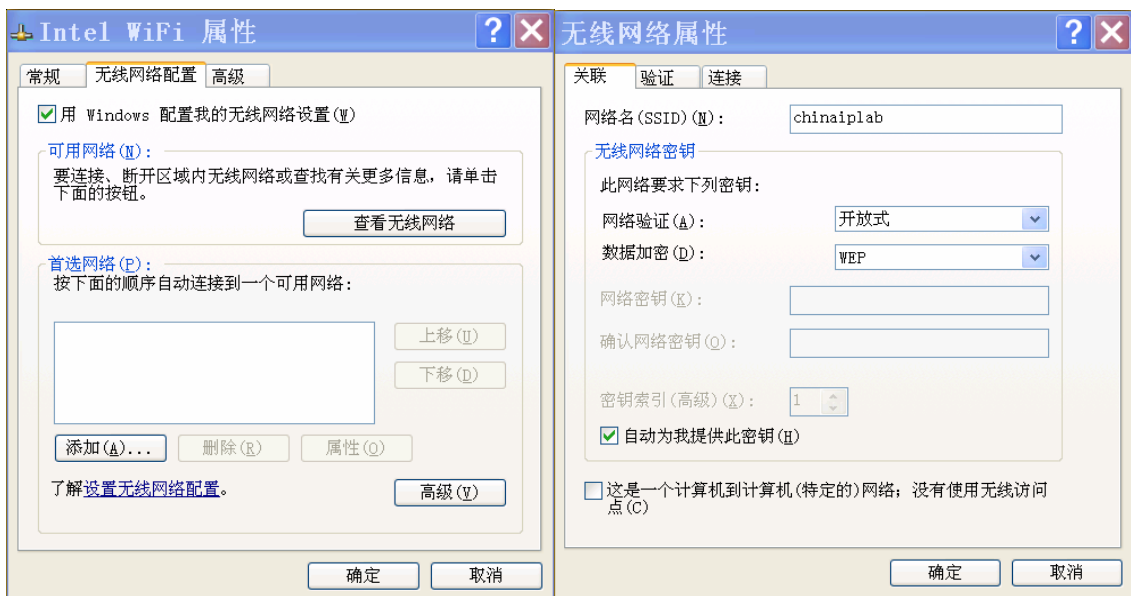 Intel WiFi 属性
常规 无线网络配置 高级
用 Windows 配置我的无线网络设置(W)
可用网络(N):
要连接、断开区域内无线网络或查找有关更多信息，请单击
下面的按钮。
查看无线网络
首选网络(P):
按下面的顺序自动连接到一个可用网络:
上移(U)
下移(D)
添加(A)... 删除(R) 属性(O)
了解设置无线网络配置。
高级(V)
确定 取消
无线网络属性
关联 验证 连接
网络名(SSID)(N): chinaiplab
无线网络密钥
此网络要求下列密钥:
网络验证(A): 开放式
数据加密(D): WEP
网络密钥(K):
确认网络密钥(O):
密钥索引(高级)(X): 1
自动为我提供此密钥(H)
这是一个计算机到计算机(特定的)网络；没有使用无线访问
点(C)
确定 取消